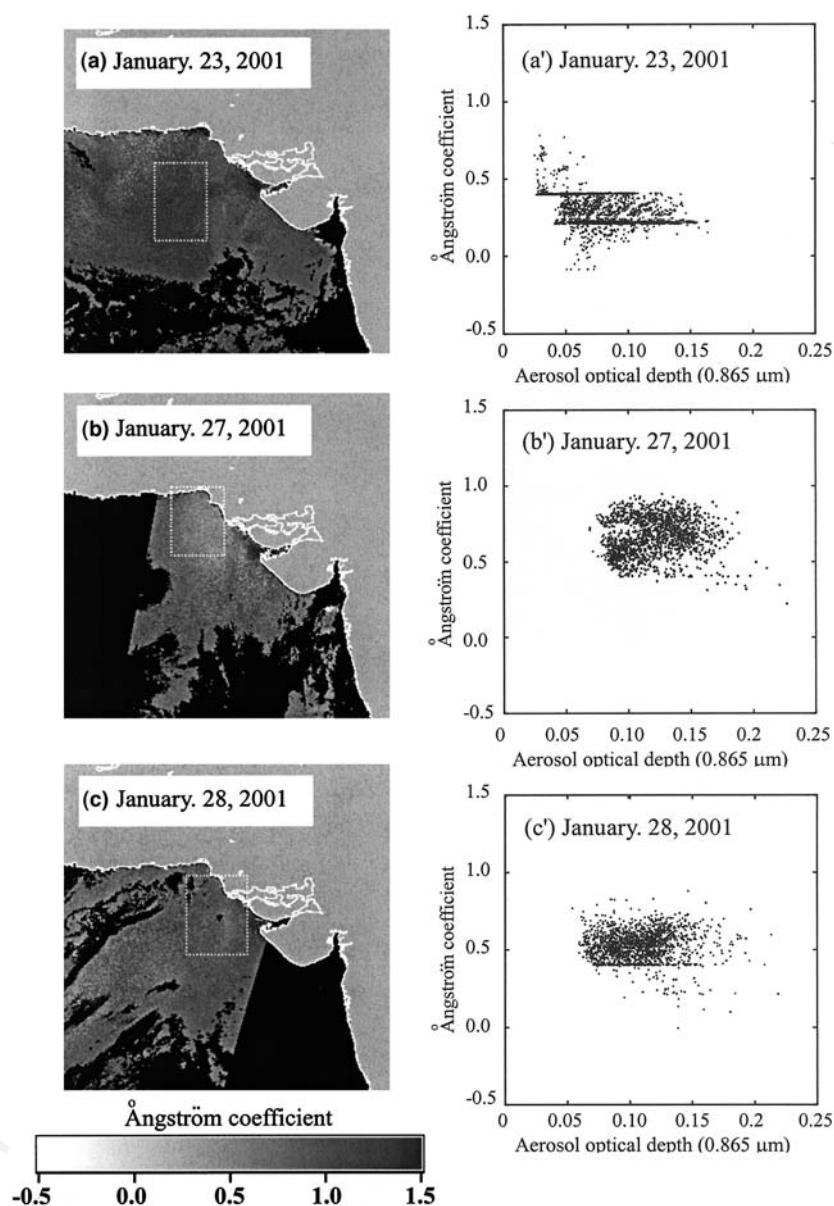 (a) January. 23, 2001
(a') January. 23, 2001
1.5
1.0
0.5
0.0
-0.5
Ångström coefficient
0 0.05 0.10 0.15 0.2 0.25
Aerosol optical depth (0.865 μm)
(b) January. 27, 2001
(b') January. 27, 2001
1.5
1.0
0.5
0.0
-0.5
Ångström coefficient
0 0.05 0.10 0.15 0.2 0.25
Aerosol optical depth (0.865 μm)
(c) January. 28, 2001
(c') January. 28, 2001
1.5
1.0
0.5
0.0
-0.5
Ångström coefficient
0 0.05 0.10 0.15 0.2 0.25
Aerosol optical depth (0.865 μm)
Ångström coefficient
-0.5 0.0 0.5 1.0 1.5